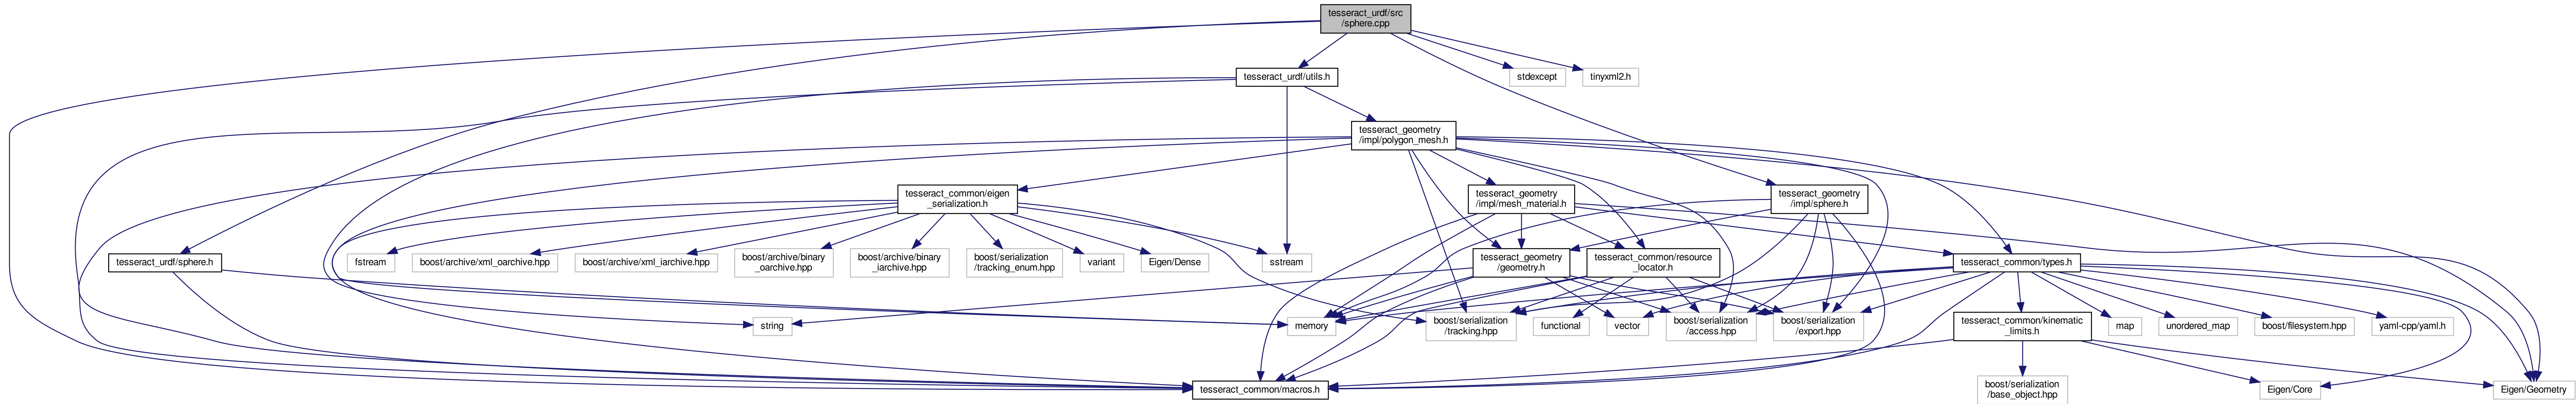 tesseract_urdf/src
/sphere.cpp
tesseract_urdf/utils.h
stdexcept
tinyxml2.h
tesseract_geometry
/impl/polygon_mesh.h
tesseract_common/eigen
_serialization.h
tesseract_geometry
/impl/mesh_material.h
tesseract_geometry
/impl/sphere.h
tesseract_urdf/sphere.h
fstream
boost/archive/xml_oarchive.hpp
boost/archive/xml_iarchive.hpp
boost/archive/binary
_oarchive.hpp
boost/archive/binary
_iarchive.hpp
boost/serialization
/tracking_enum.hpp
variant
Eigen/Dense
sstream
tesseract_geometry
/geometry.h
tesseract_common/resource
_locator.h
tesseract_common/types.h
string
memory
boost/serialization
/tracking.hpp
functional
vector
boost/serialization
/access.hpp
boost/serialization
/export.hpp
tesseract_common/kinematic
_limits.h
map
unordered_map
boost/filesystem.hpp
yaml-cpp/yaml.h
tesseract_common/macros.h
boost/serialization
/base_object.hpp
Eigen/Core
Eigen/Geometry